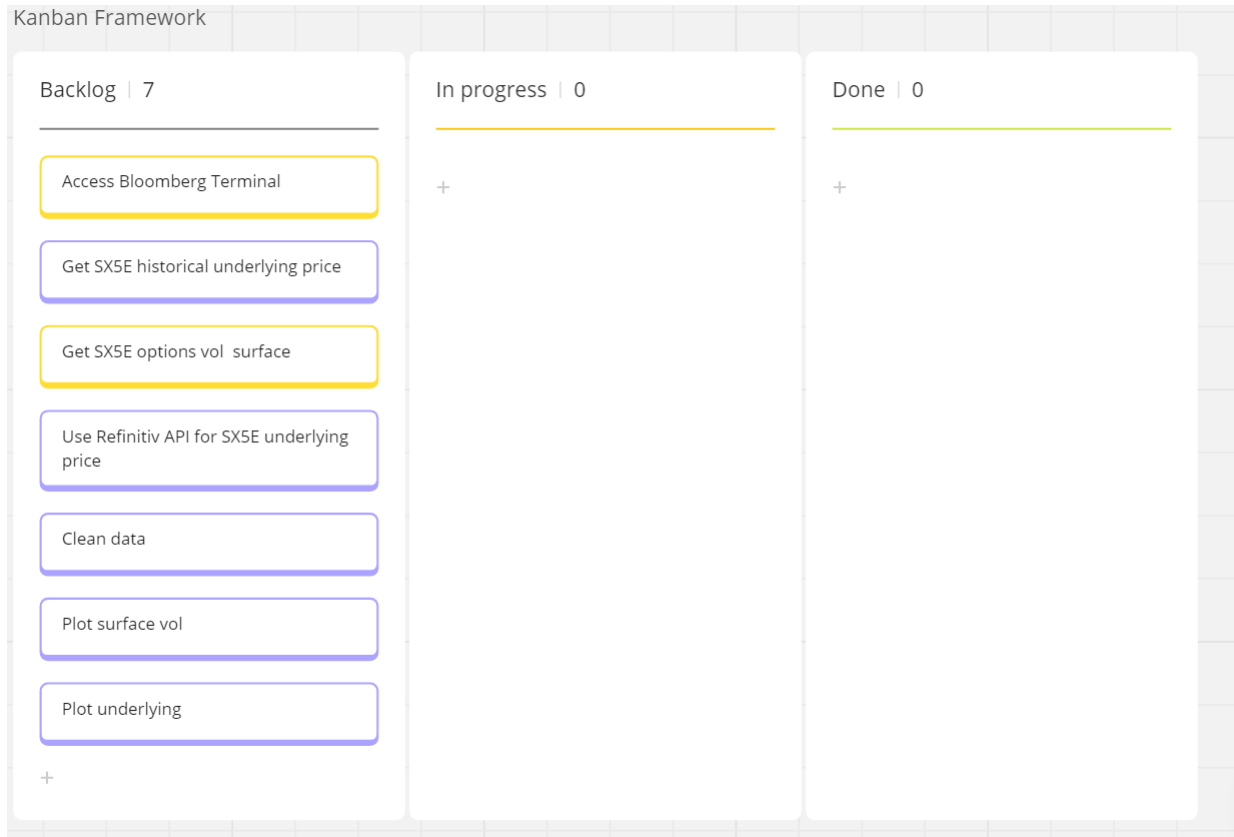 Kanban Framework
Backlog | 7
In progress | 0
Done | 0
Access Bloomberg Terminal
+
+
Get SX5E historical underlying price
Get SX5E options vol  surface
Use Refinitiv API for SX5E underlying
price
Clean data
Plot surface vol
Plot underlying
+